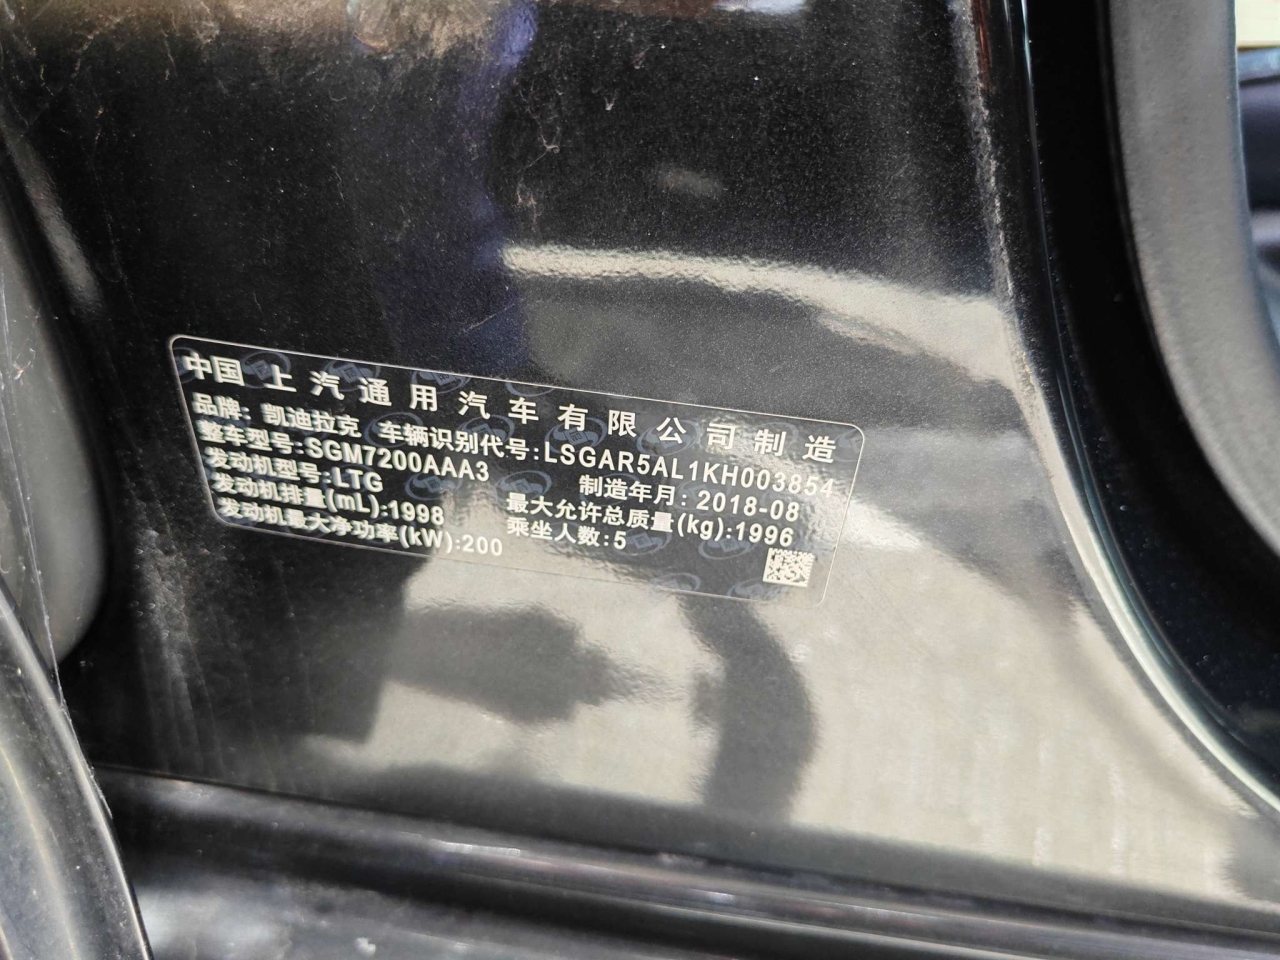 中国 上汽通用汽车有限公司制造
品牌: 凯迪拉克 车辆识别代号:LSGAR5AL1KH003854
整车型号:SGM7200AAA3 制造年月: 2018-08
发动机型号:LTG 最大允许总质量(kg):1996
发动机排量(mL):1998 乘坐人数:5
发动机最大净功率(kW):200